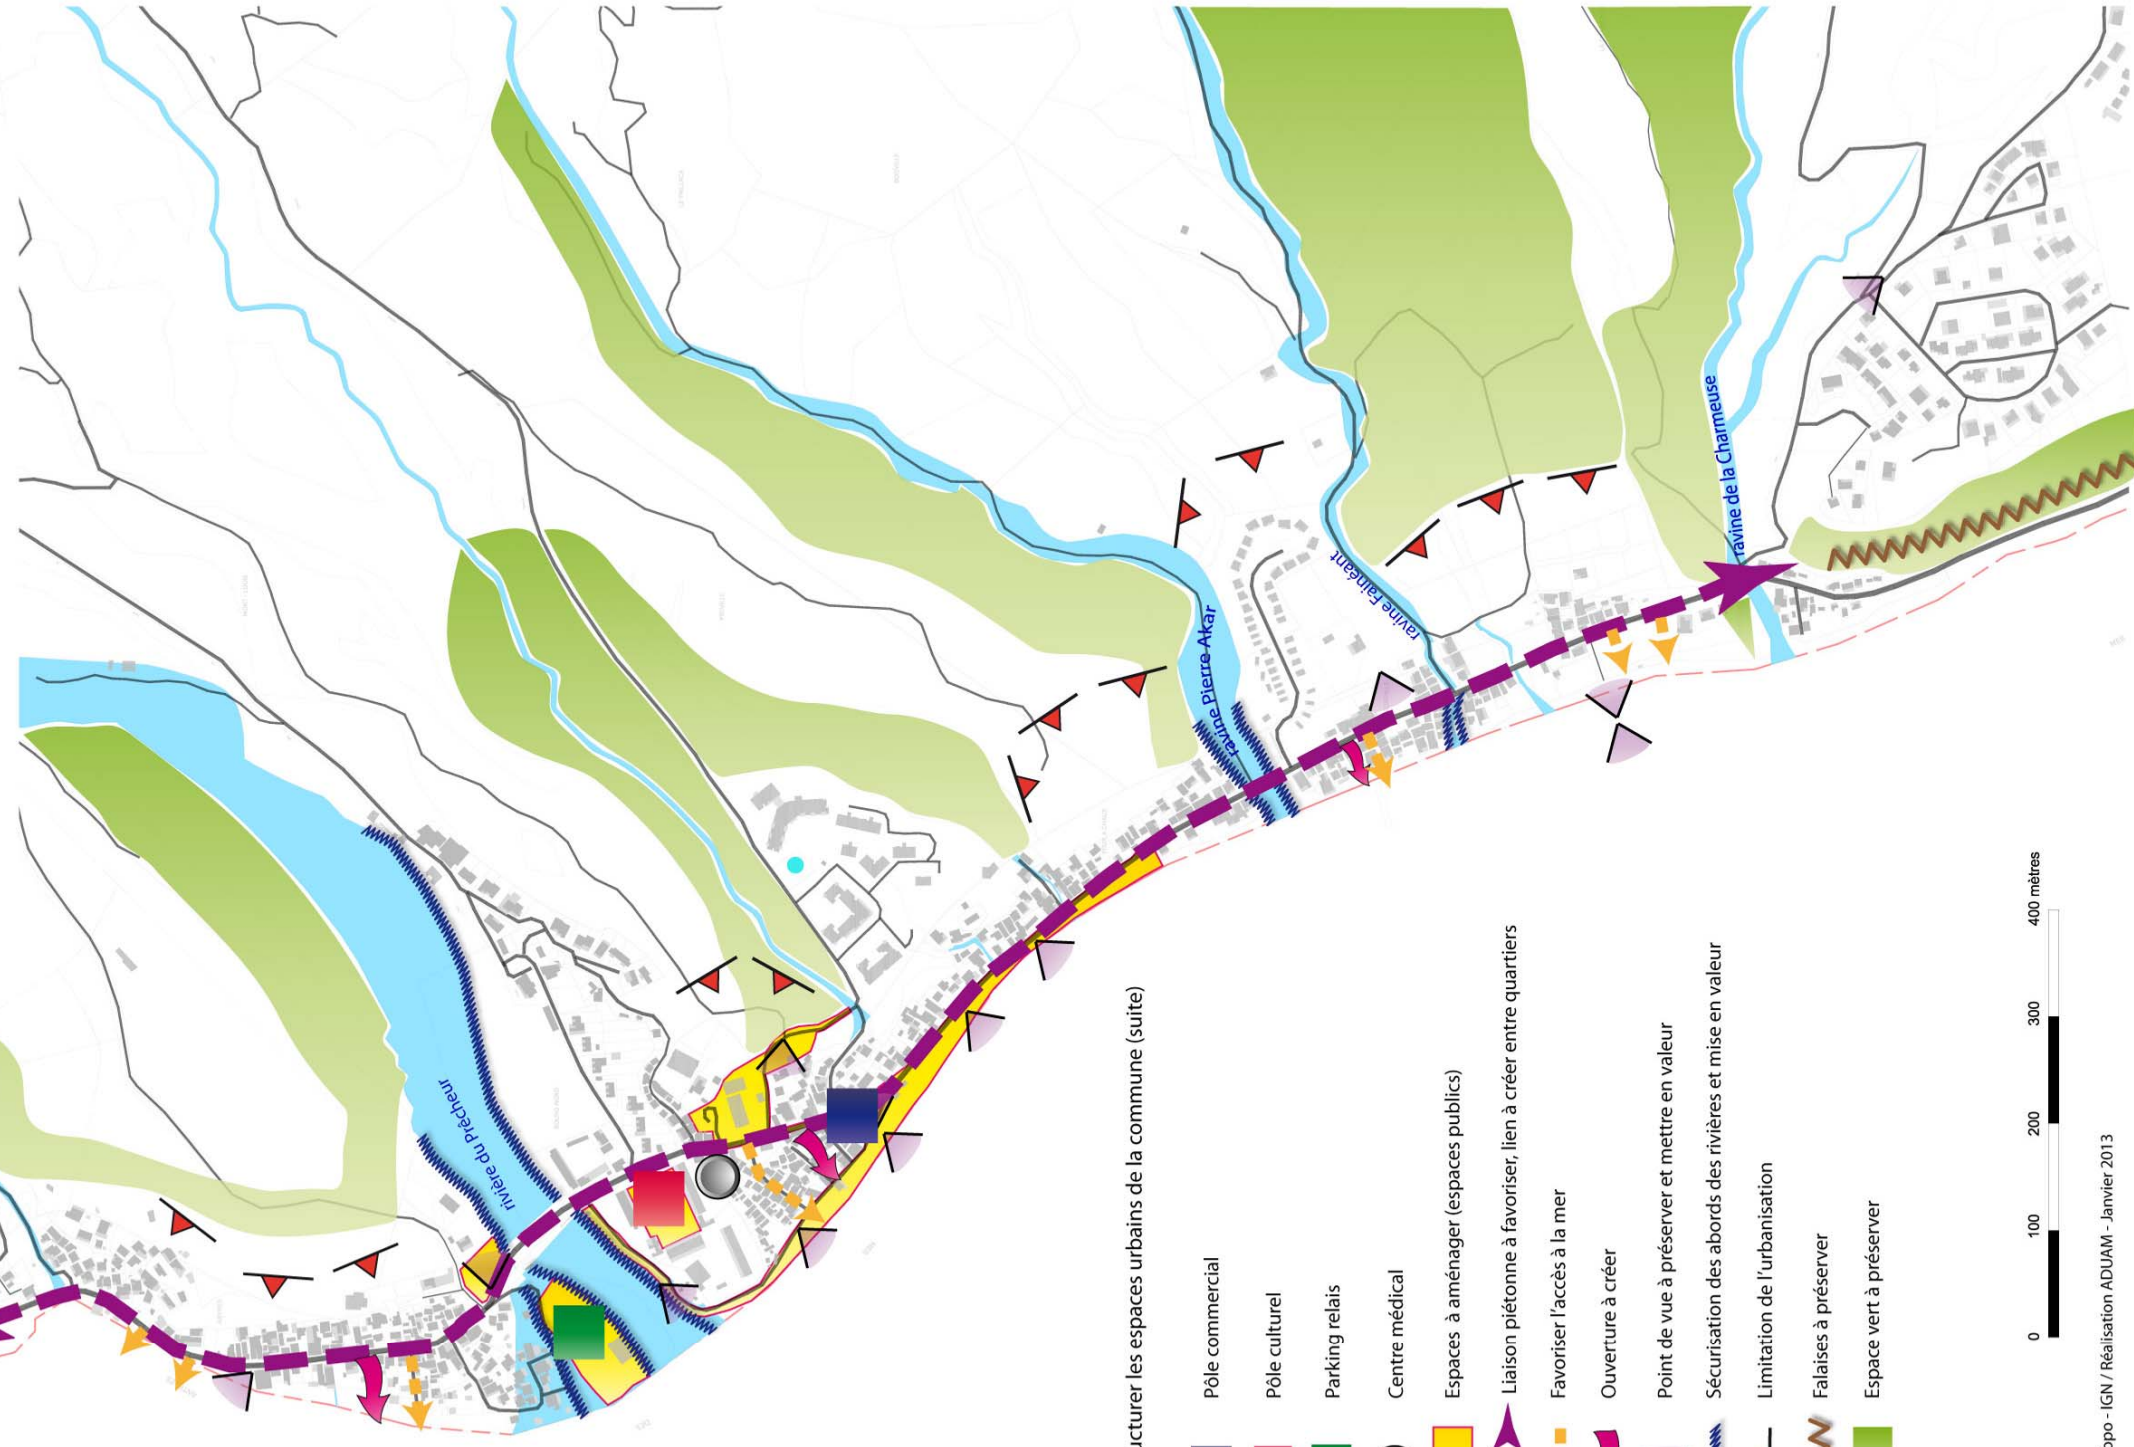 rivière du Prêcheur
ravine Pierre Akar
ravine Fainéant
ravine de la Charmeuse
ucturer les espaces urbains de la commune (suite)
Pôle commercial
Pôle culturel
Parking relais
Centre médical
Espaces à aménager (espaces publics)
Liaison piétonne à favoriser, lien à créer entre quartiers
Favoriser l'accès à la mer
Ouverture à créer
Point de vue à préserver et mettre en valeur
Sécurisation des abords des rivières et mise en valeur
Limitation de l'urbanisation
Falaises à préserver
Espace vert à préserver
0 100 200 300 400 mètres
opo - IGN / Réalisation ADUAM - Janvier 2013